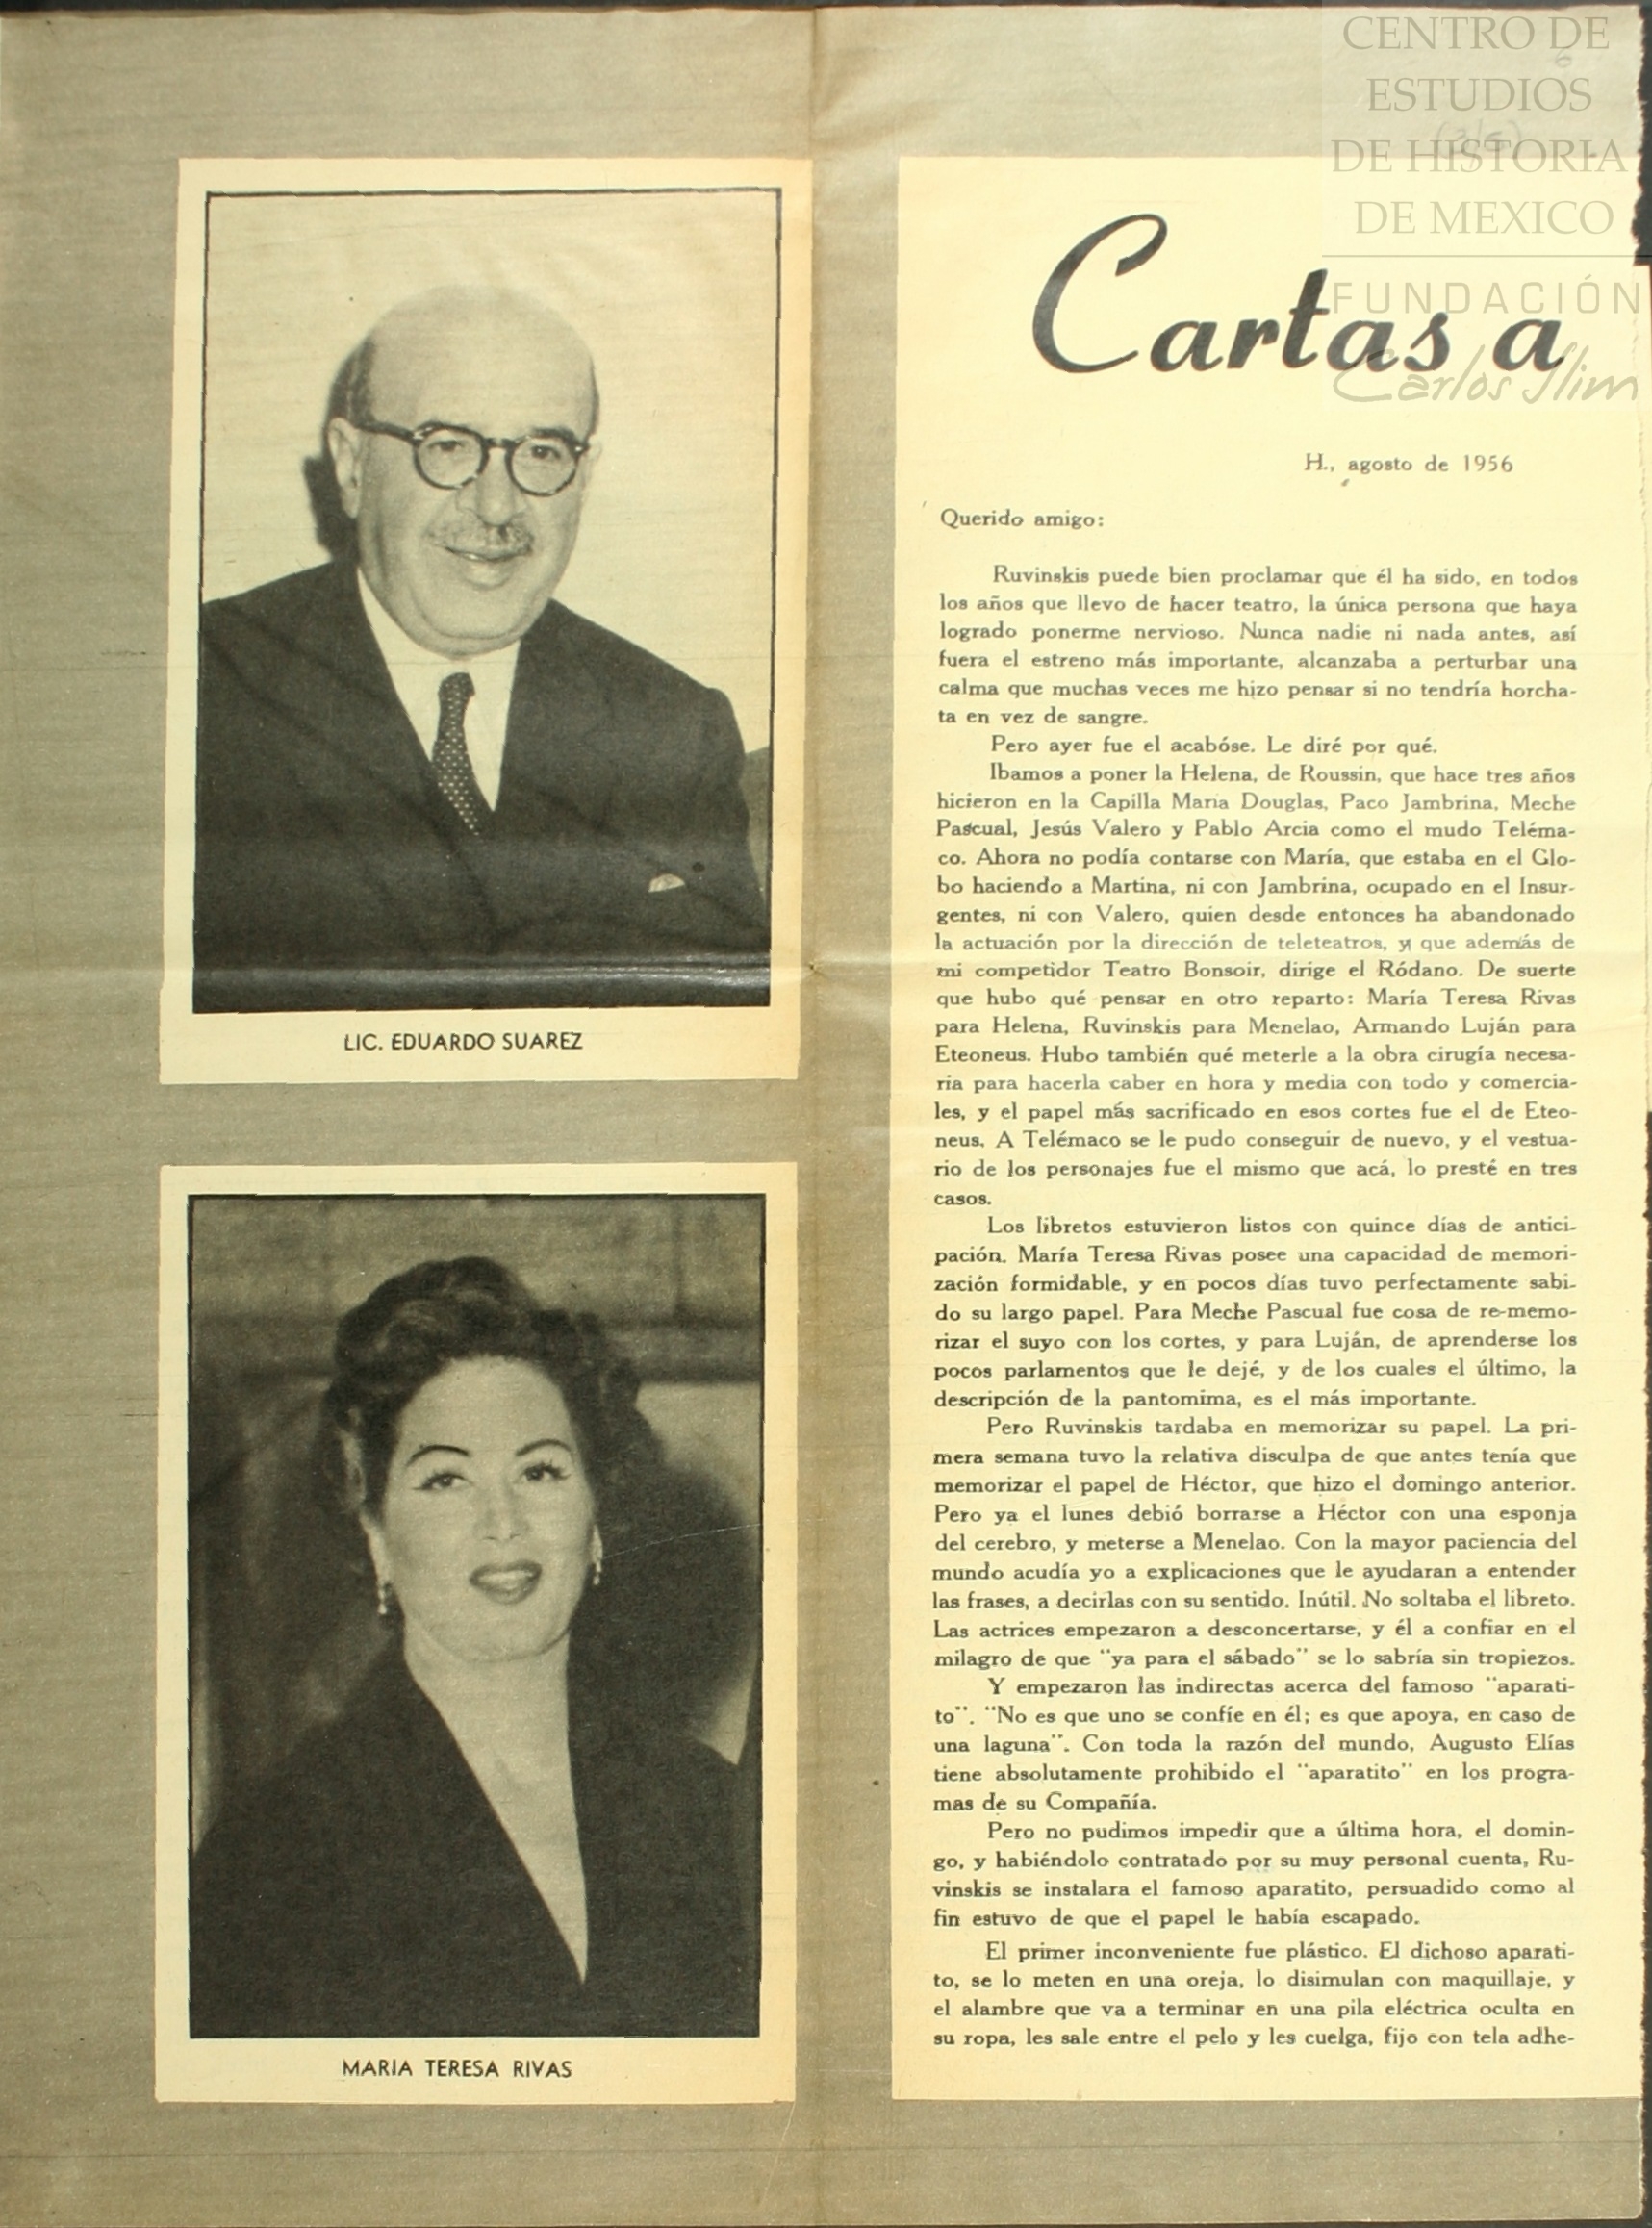 CENTRO DE
ESTUDIOS
DE HISTORIA
DE MEXICO
FUNDACIÓN
Carlos Slim
LIC. EDUARDO SUAREZ
MARIA TERESA RIVAS
Cartas a
H., agosto de 1956
Querido amigo:
Ruvinskis puede bien proclamar que él ha sido, en todos
los años que llevo de hacer teatro, la única persona que haya
logrado ponerme nervioso. Nunca nadie ni nada antes, así
fuera el estreno más importante, alcanzaba a perturbar una
calma que muchas veces me hizo pensar si no tendría horcha-
ta en vez de sangre.
Pero ayer fue el acabóse. Le diré por qué.
Ibamos a poner la Helena, de Roussin, que hace tres años
hicieron en la Capilla Maria Douglas, Paco Jambrina, Meche
Pascual, Jesús Valero y Pablo Arcia como el mudo Teléma-
co. Ahora no podía contarse con María, que estaba en el Glo-
bo haciendo a Martina, ni con Jambrina, ocupado en el Insur-
gentes, ni con Valero, quien desde entonces ha abandonado
la actuación por la dirección de teleteatros, y que además de
mi competidor Teatro Bonsoir, dirige el Ródano. De suerte
que hubo qué pensar en otro reparto: María Teresa Rivas
para Helena, Ruvinskis para Menelao, Armando Luján para
Eteoneus. Hubo también qué meterle a la obra cirugía necesa-
ria para hacerla caber en hora y media con todo y comercia-
les, y el papel más sacrificado en esos cortes fue el de Eteo-
neus. A Telémaco se le pudo conseguir de nuevo, y el vestua-
rio de los personajes fue el mismo que acá, lo presté en tres
casos.
Los libretos estuvieron listos con quince días de antici-
pación. María Teresa Rivas posee una capacidad de memori-
zación formidable, y en pocos días tuvo perfectamente sabi-
do su largo papel. Para Meche Pascual fue cosa de re-memo-
rizar el suyo con los cortes, y para Luján, de aprenderse los
pocos parlamentos que le dejé, y de los cuales el último, la
descripción de la pantomima, es el más importante.
Pero Ruvinskis tardaba en memorizar su papel. La pri-
mera semana tuvo la relativa disculpa de que antes tenía que
memorizar el papel de Héctor, que hizo el domingo anterior.
Pero ya el lunes debió borrarse a Héctor con una esponja
del cerebro, y meterse a Menelao. Con la mayor paciencia del
mundo acudía yo a explicaciones que le ayudaran a entender
las frases, a decirlas con su sentido. Inútil. No soltaba el libreto.
Las actrices empezaron a desconcertarse, y él a confiar en el
milagro de que "ya para el sábado" se lo sabría sin tropiezos.
Y empezaron las indirectas acerca del famoso "aparati-
to". "No es que uno se confíe en él; es que apoya, en caso de
una laguna". Con toda la razón del mundo, Augusto Elías
tiene absolutamente prohibido el "aparatito" en los progra-
mas de su Compañía.
Pero no pudimos impedir que a última hora, el domin-
go, y habiéndolo contratado por su muy personal cuenta, Ru-
vinskis se instalara el famoso aparatito, persuadido como al
fin estuvo de que el papel le había escapado.
El primer inconveniente fue plástico. El dichoso aparati-
to, se lo meten en una oreja, lo disimulan con maquillaje, y
el alambre que va a terminar en una pila eléctrica oculta en
su ropa, les sale entre el pelo y les cuelga, fijo con tela adhe-